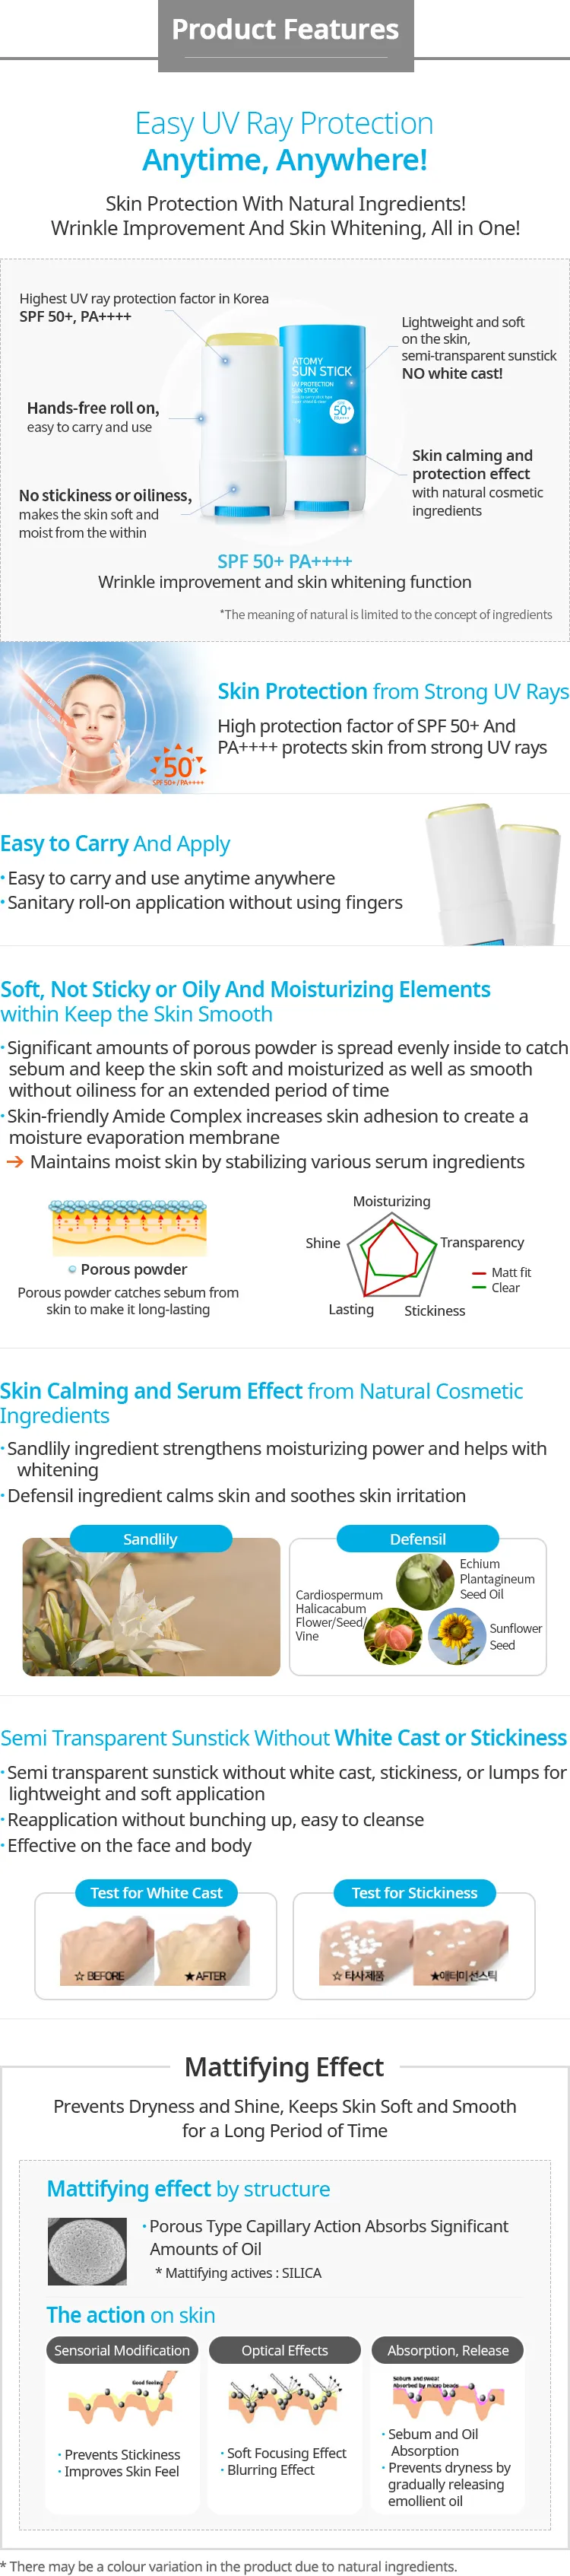 Product Features
Easy UV Ray Protection
Anytime, Anywhere!
Skin Protection With Natural Ingredients!
Wrinkle Improvement And Skin Whitening, All in One!
Highest UV ray protection factor in Korea
SPF 50+, PA++++
Lightweight and soft
on the skin,
semi-transparent sunstick
NO white cast!
ATOMY
SUN STICK
UV PROTECTION
SUN STICK
50+
PA++++
Hands-free roll on,
easy to carry and use
Skin calming and
protection effect
with natural cosmetic
ingredients
No stickiness or oiliness,
makes the skin soft and
moist from the within
SPF 50+ PA++++
Wrinkle improvement and skin whitening function
*The meaning of natural is limited to the concept of ingredients
Skin Protection from Strong UV Rays
High protection factor of SPF 50+ And
PA++++ protects skin from strong UV rays
50+
SPF50+/PA++++
Easy to Carry And Apply
• Easy to carry and use anytime anywhere
• Sanitary roll-on application without using fingers
Soft, Not Sticky or Oily And Moisturizing Elements
within Keep the Skin Smooth
• Significant amounts of porous powder is spread evenly inside to catch
sebum and keep the skin soft and moisturized as well as smooth
without oiliness for an extended period of time
• Skin-friendly Amide Complex increases skin adhesion to create a
moisture evaporation membrane
→ Maintains moist skin by stabilizing various serum ingredients
Porous powder
Porous powder catches sebum from
skin to make it long-lasting
Moisturizing
Shine
Transparency
Matt fit
Clear
Lasting
Stickiness
Skin Calming and Serum Effect from Natural Cosmetic
Ingredients
• Sandlily ingredient strengthens moisturizing power and helps with
whitening
• Defensil ingredient calms skin and soothes skin irritation
Sandlily
Defensil
Echium
Plantagineum
Seed Oil
Cardiospermum
Halicacabum
Flower/Seed/
Vine
Sunflower
Seed
Semi Transparent Sunstick Without White Cast or Stickiness
• Semi transparent sunstick without white cast, stickiness, or lumps for
lightweight and soft application
• Reapplication without bunching up, easy to cleanse
• Effective on the face and body
Test for White Cast
☆ BEFORE
★ AFTER
Test for Stickiness
☆ 타사제품
★애터미 선스틱
Mattifying Effect
Prevents Dryness and Shine, Keeps Skin Soft and Smooth
for a Long Period of Time
Mattifying effect by structure
• Porous Type Capillary Action Absorbs Significant
Amounts of Oil
* Mattifying actives : SILICA
The action on skin
Sensorial Modification
Good feeling
• Prevents Stickiness
• Improves Skin Feel
Optical Effects
• Soft Focusing Effect
• Blurring Effect
Absorption, Release
Sebum and sweat
Absorbed by micro beads
• Sebum and Oil
Absorption
• Prevents dryness by
gradually releasing
emollient oil
* There may be a colour variation in the product due to natural ingredients.